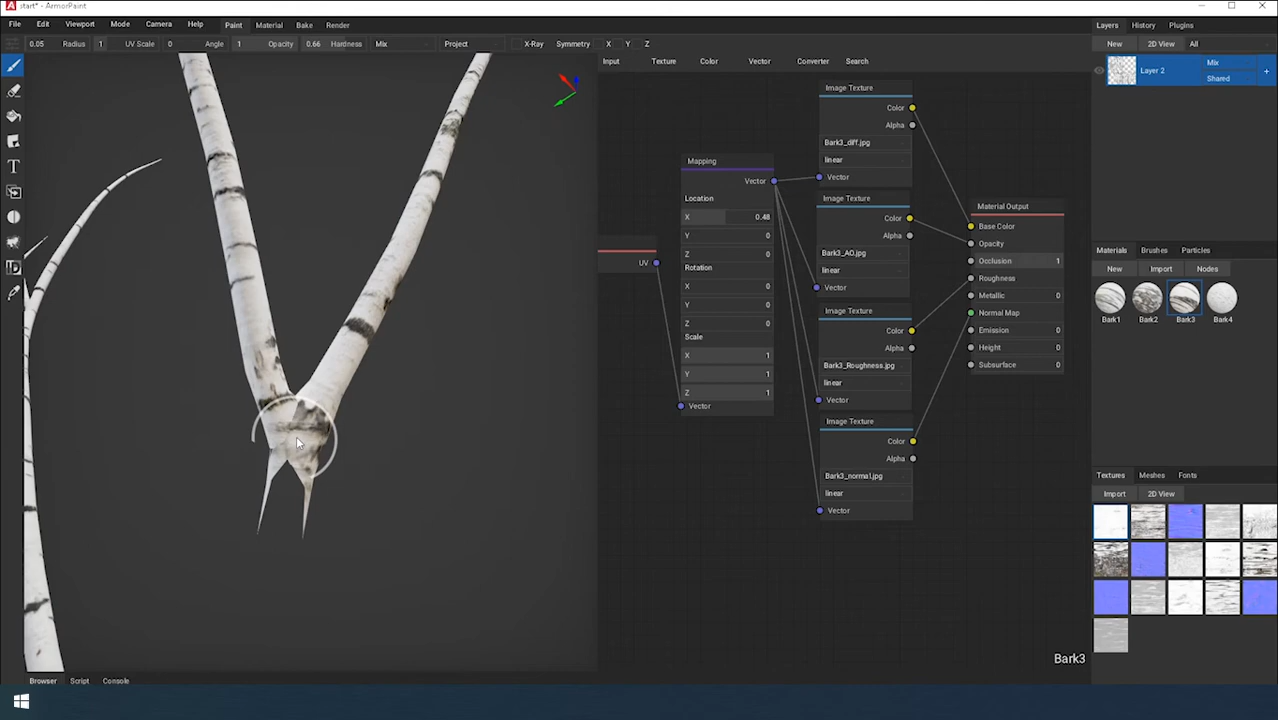 start* - ArmorPaint
File Edit Viewport Mode Camera Help Paint Material Bake Render
Layers History Plugins
0.05 Radius 1 UV Scale 0 Angle 1 Opacity 0.66 Hardness Mix Project X-Ray Symmetry X Y Z
New 2D View All
Input Texture Color Vector Converter Search
Layer 2
Mix
Shared
+
T
ID
Mapping
Vector
Location
X 0.48
Y 0
Z 0
Rotation
X 0
Y 0
Z 0
Scale
X 1
Y 1
Z 1
Vector
UV
Image Texture
Color
Alpha
Bark3_diff.jpg
linear
Vector
Image Texture
Color
Alpha
Bark3_AO.jpg
linear
Vector
Image Texture
Color
Alpha
Bark3_Roughness.jpg
linear
Vector
Image Texture
Color
Alpha
Bark3_normal.jpg
linear
Vector
Material Output
Base Color
Opacity
Occlusion 1
Roughness
Metallic 0
Normal Map
Emission 0
Height 0
Subsurface 0
Materials Brushes Particles
New Import Nodes
Bark1 Bark2 Bark3 Bark4
Textures Meshes Fonts
Import 2D View
Bark3
Browser Script Console